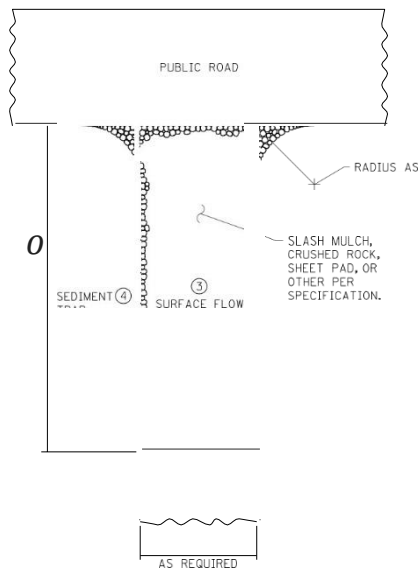 PUBLIC ROAD
RADIUS AS
SLASH MULCH,
CRUSHED ROCK,
SHEET PAD, OR
OTHER PER
SPECIFICATION.
O
SEDIMENT 4
TRAP
3
SURFACE FLOW
AS REQUIRED